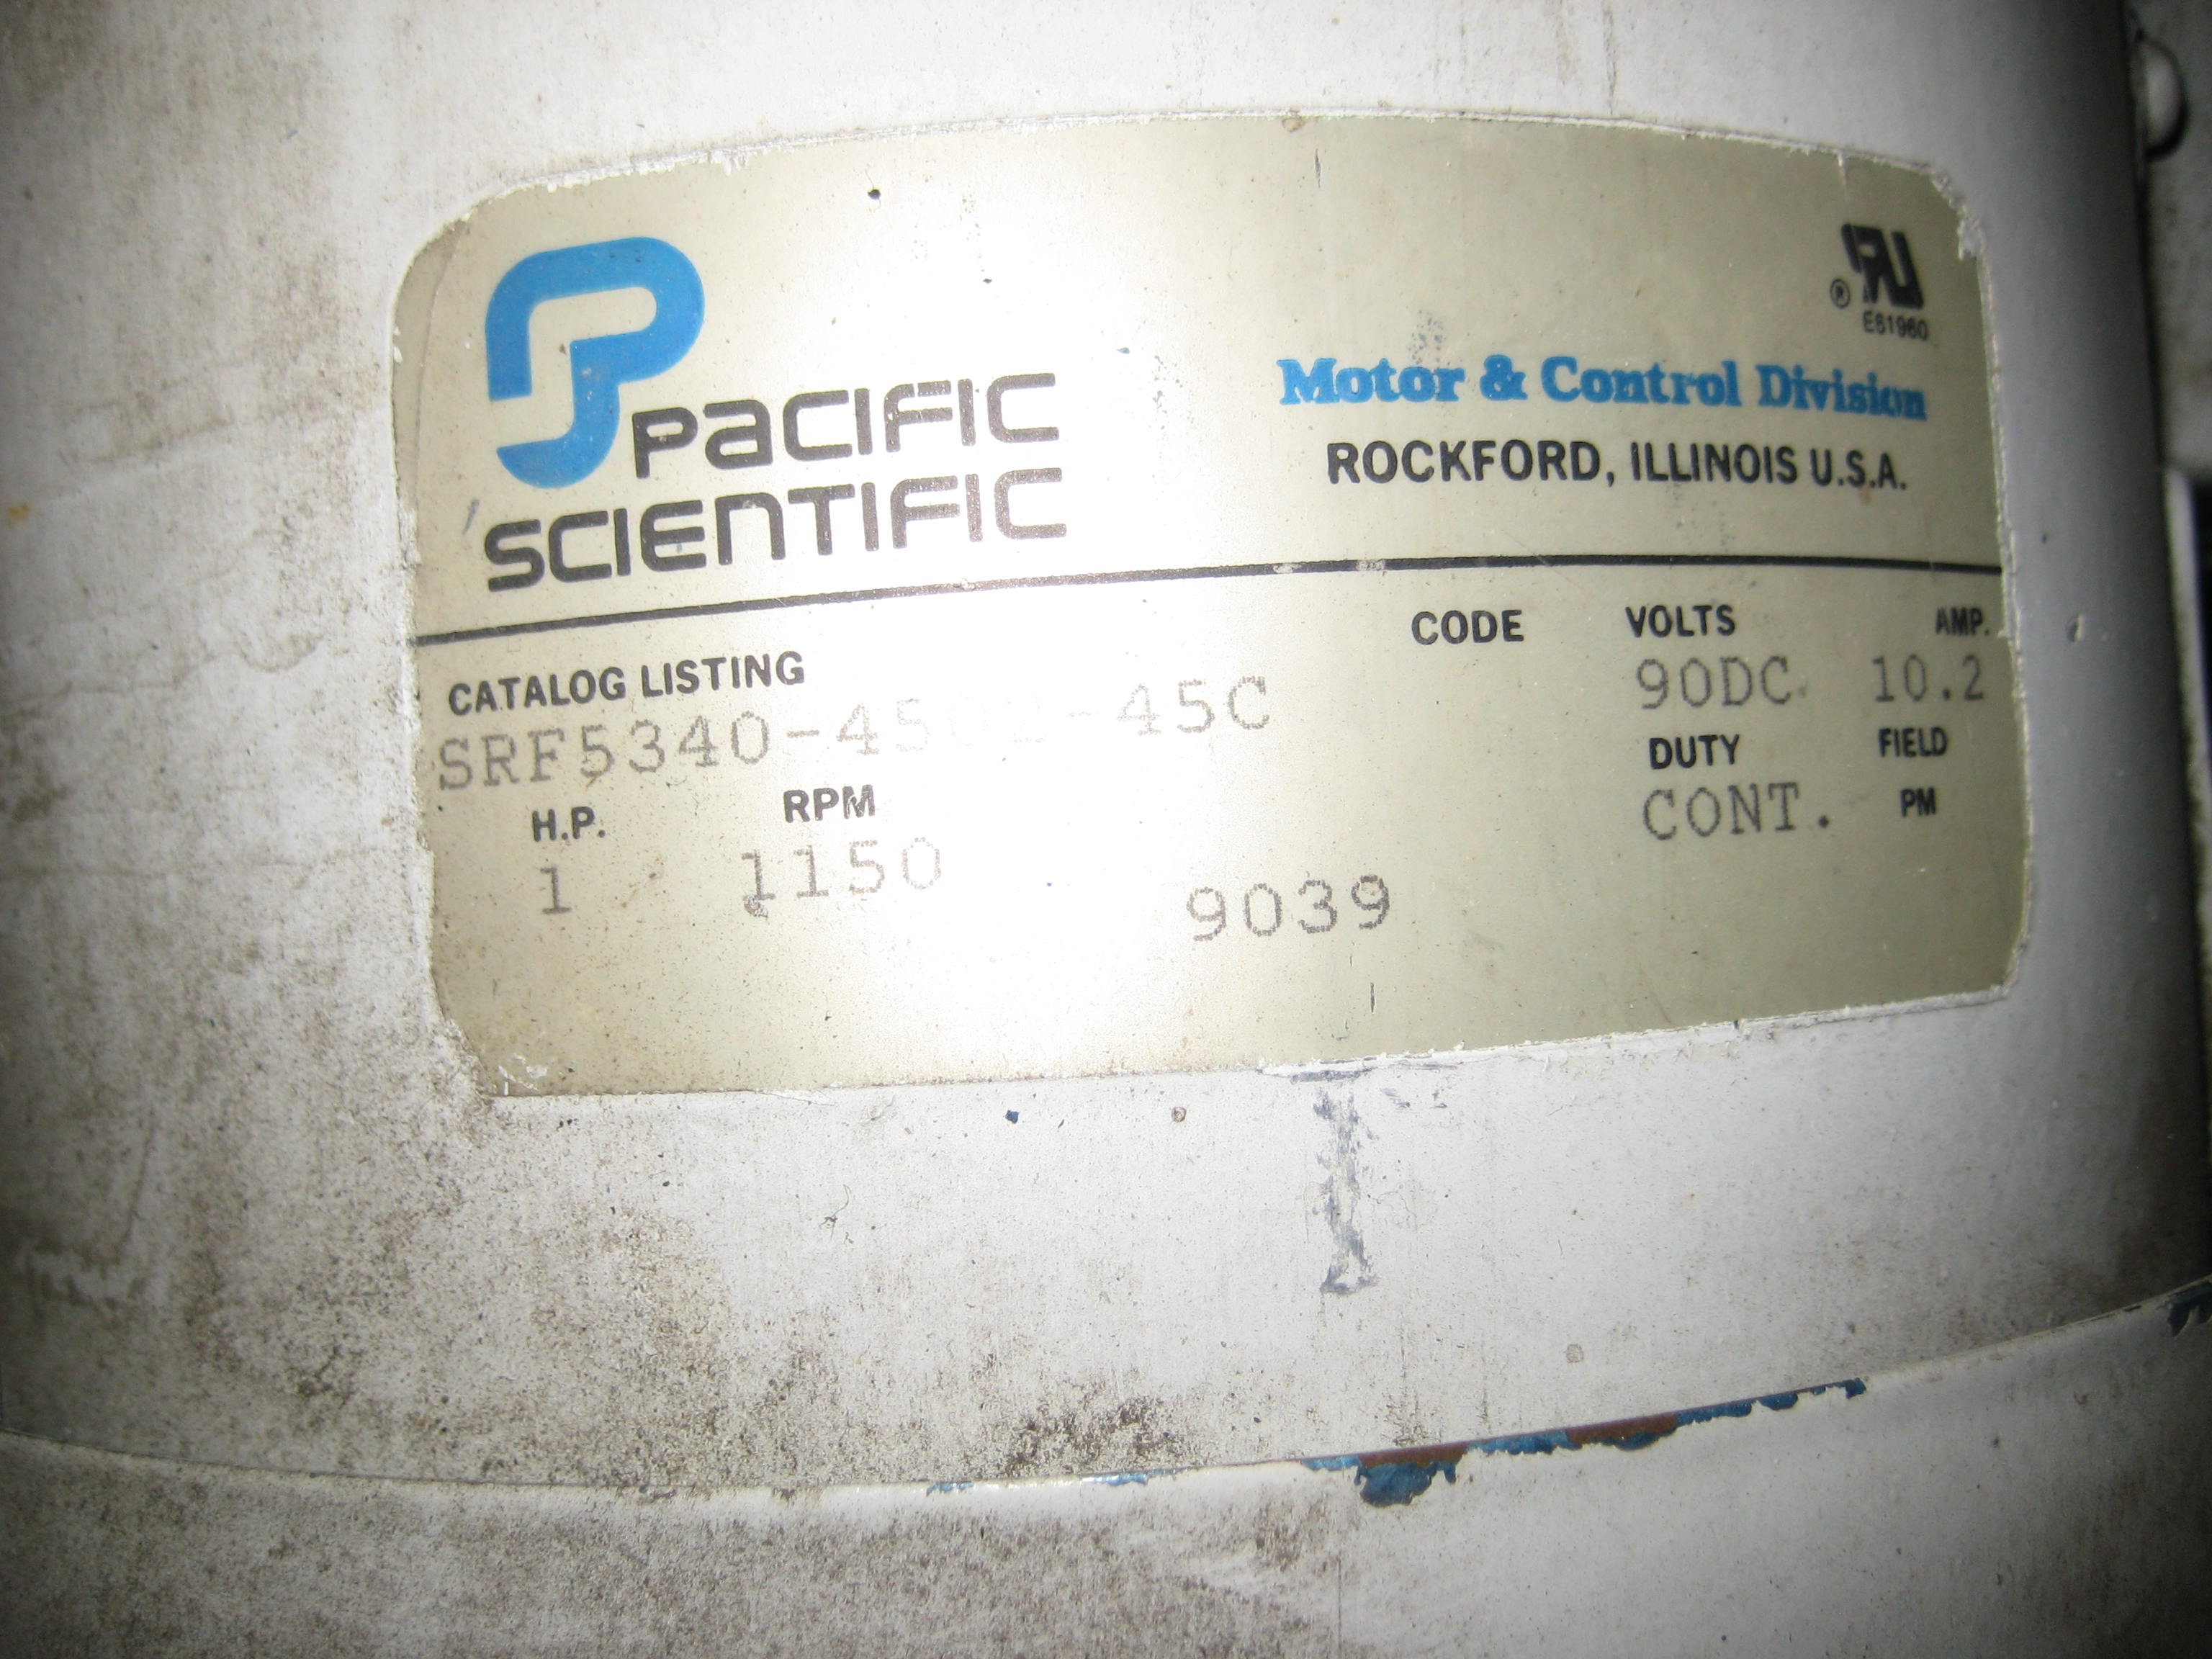 PACIFIC
SCIENTIFIC
®
E61960
Motor & Control Division
ROCKFORD, ILLINOIS U.S.A.
CATALOG LISTING CODE VOLTS AMP.
90DC 10.2
H.P. RPM DUTY FIELD
1 1150 CONT. PM
9039